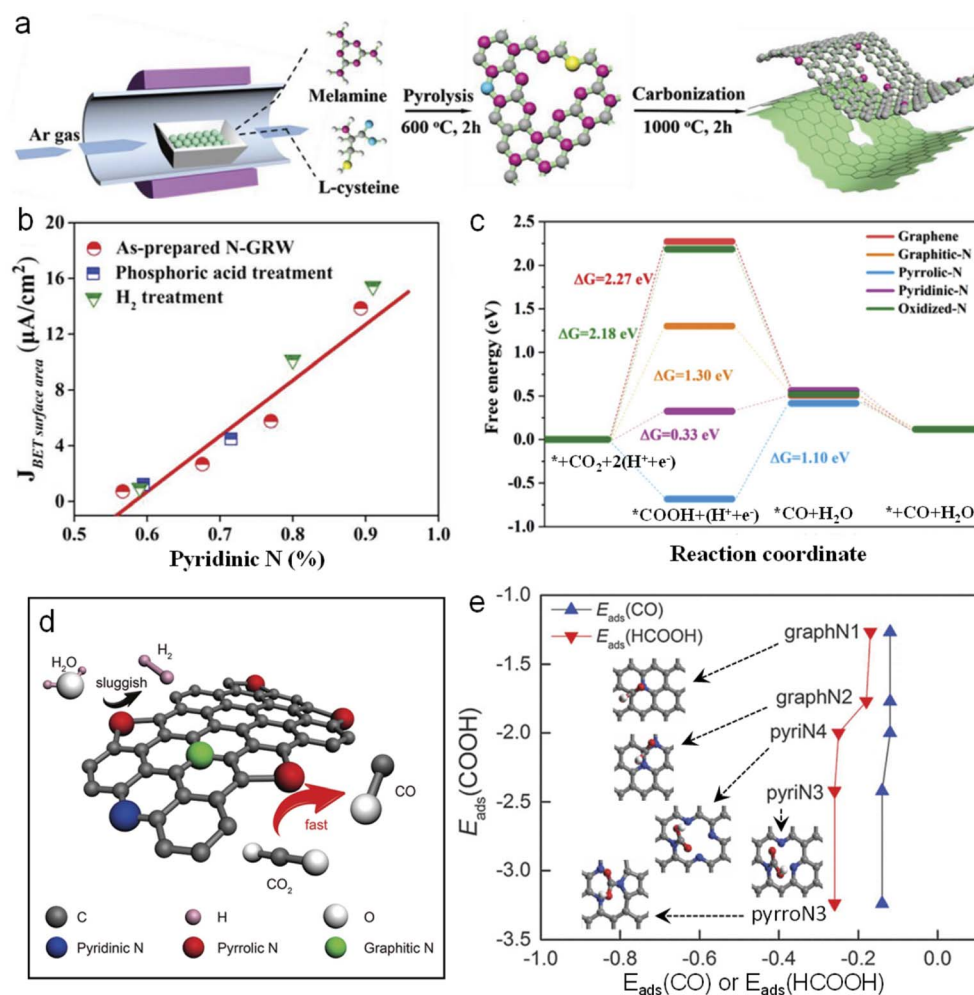 a
Ar gas
Melamine
L-cysteine
Pyrolysis
600 °C, 2h
Carbonization
1000 °C, 2h
b
J_BET surface area (µA/cm²)
20
16
12
8
4
0
As-prepared N-GRW
Phosphoric acid treatment
H₂ treatment
0.5 0.6 0.7 0.8 0.9 1.0
Pyridinic N (%)
c
Free energy (eV)
2.5
2.0
1.5
1.0
0.5
0.0
-0.5
-1.0
Graphene
Graphitic-N
Pyrrolic-N
Pyridinic-N
Oxidized-N
ΔG=2.27 eV
ΔG=2.18 eV
ΔG=1.30 eV
ΔG=0.33 eV
ΔG=1.10 eV
*+CO₂+2(H⁺+e⁻)
*COOH+(H⁺+e⁻)
*CO+H₂O
*+CO+H₂O
Reaction coordinate
d
H₂O
H₂
sluggish
CO
fast
CO₂
C
H
O
Pyridinic N
Pyrrolic N
Graphitic N
e
E_ads(COOH)
-1.0
-1.5
-2.0
-2.5
-3.0
-3.5
E_ads(CO)
E_ads(HCOOH)
graphN1
graphN2
pyriN4
pyriN3
pyrroN3
-1.0 -0.8 -0.6 -0.4 -0.2 0.0
E_ads(CO) or E_ads(HCOOH)